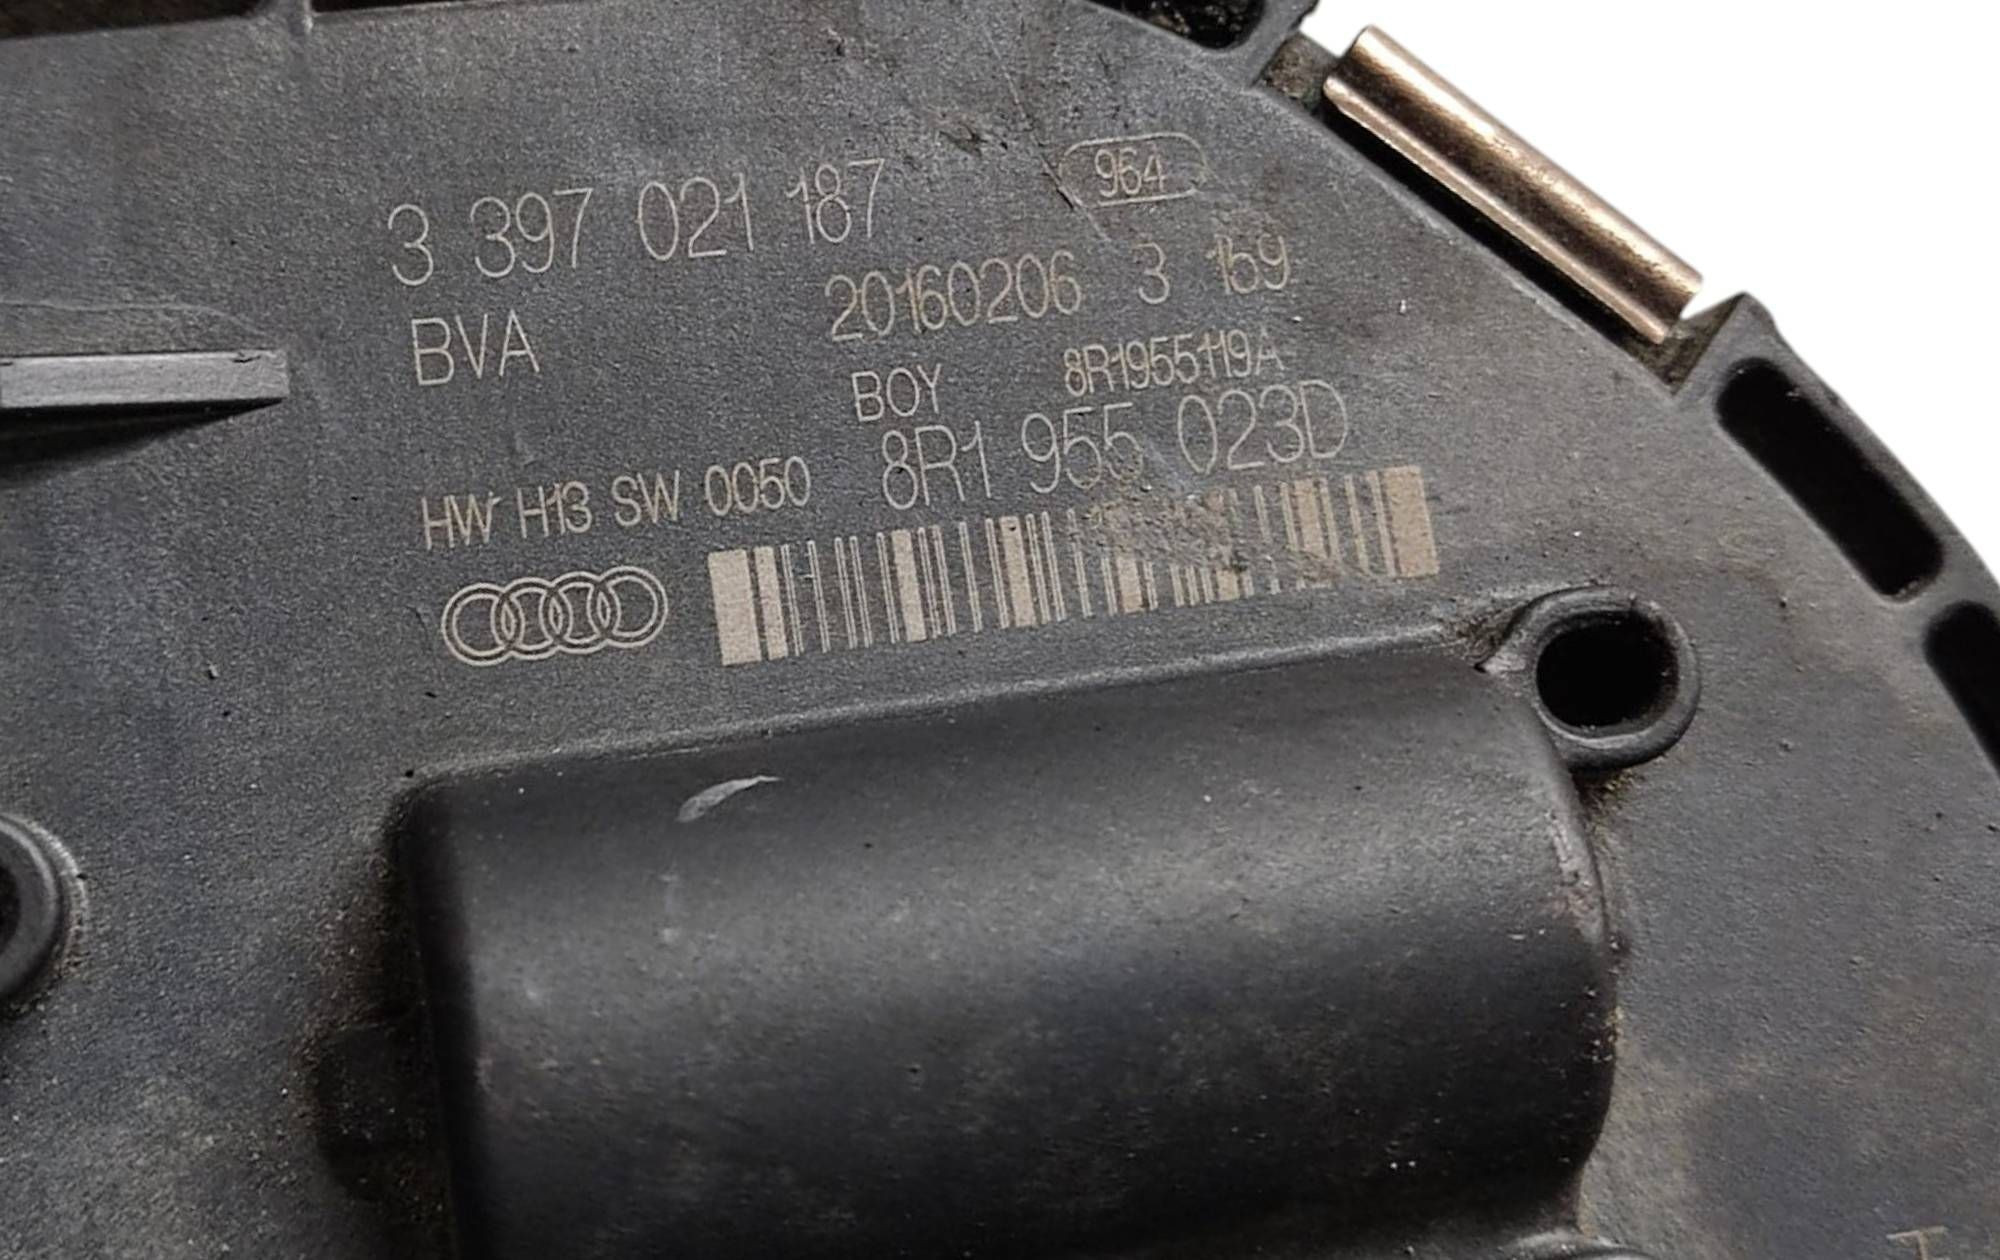 3 397 021 187
964
20160206 3 159
BVA
BOY 8R1955119A
8R1 955 023D
HW H13 SW 0050